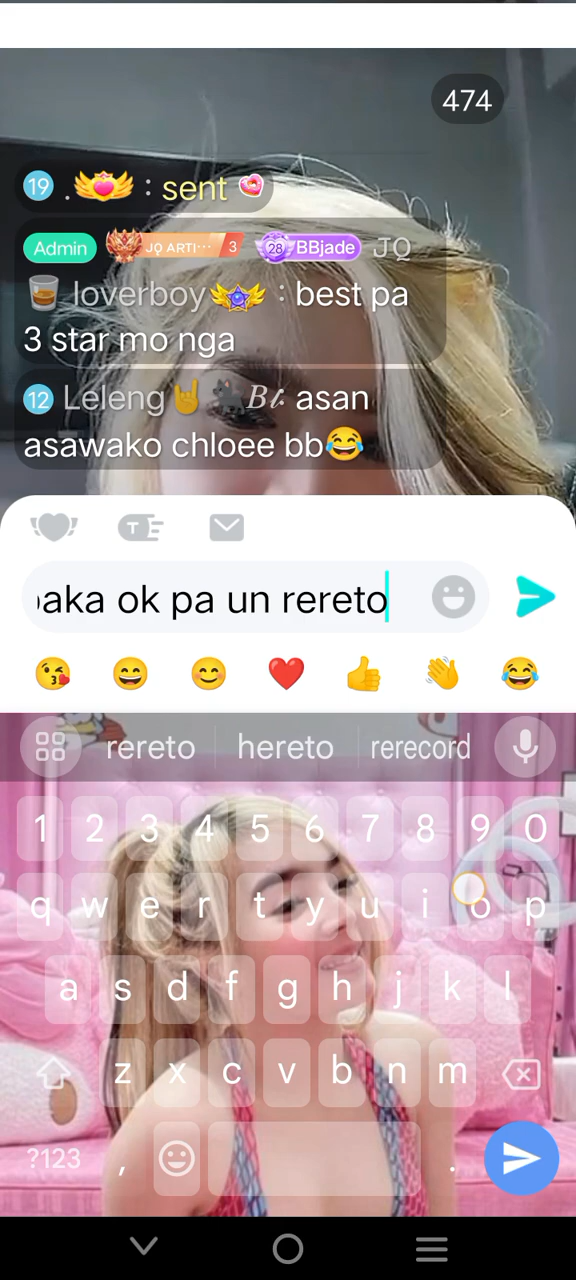 474
19 . : sent
Admin JQ ARTI... 3 28 BBjade JQ
loverboy : best pa
3 star mo nga
12 Leleng Bb: asan
asawako chloee bb
aka ok pa un rereto
rereto hereto rerecord
1 2 3 4 5 6 7 8 9 0
q w e r t y u i o p
a s d f g h j k l
z x c v b n m
?123 , .